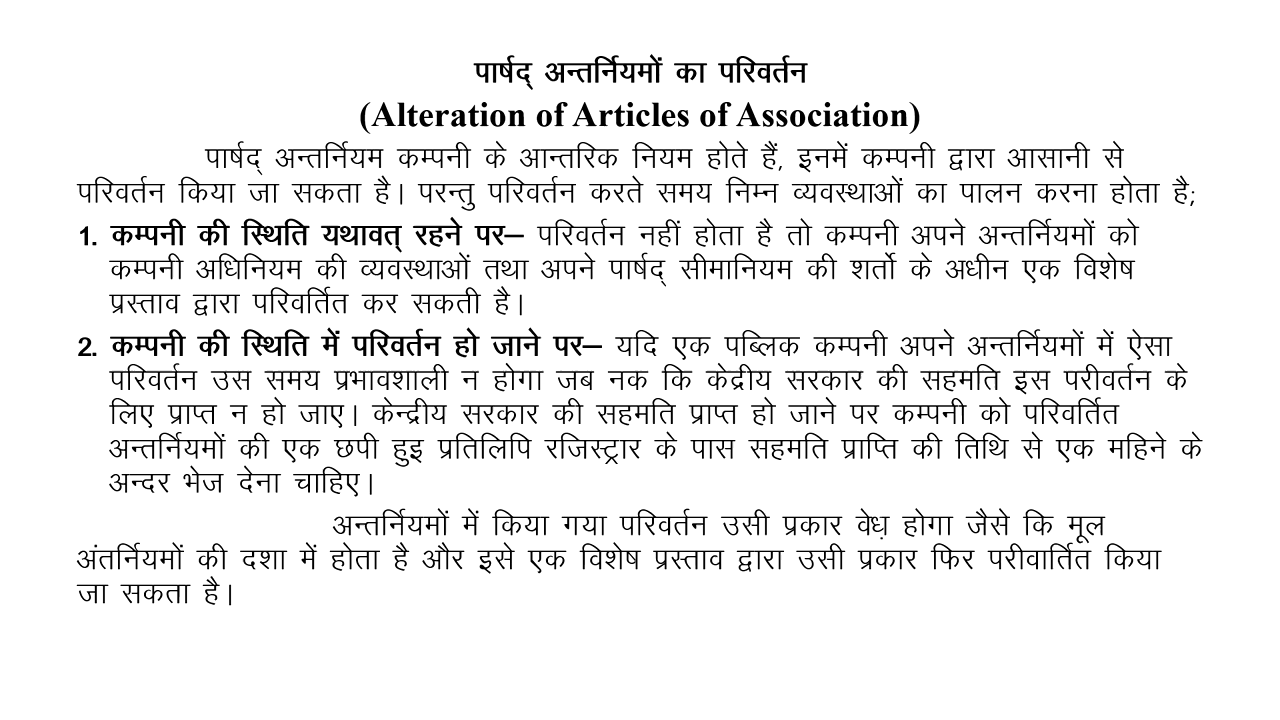 पार्षद् अन्तर्नियमों का परिवर्तन
(Alteration of Articles of Association)
पार्षद् अन्तर्नियम कम्पनी के आन्तरिक नियम होते हैं, इनमें कम्पनी द्वारा आसानी से
परिवर्तन किया जा सकता है। परन्तु परिवर्तन करते समय निम्न व्यवस्थाओं का पालन करना होता है;
1. कम्पनी की स्थिति यथावत् रहने पर– परिवर्तन नहीं होता है तो कम्पनी अपने अन्तर्नियमों को
कम्पनी अधिनियम की व्यवस्थाओं तथा अपने पार्षद् सीमानियम की शर्तो के अधीन एक विशेष
प्रस्ताव द्वारा परिवर्तित कर सकती है।
2. कम्पनी की स्थिति में परिवर्तन हो जाने पर– यदि एक पब्लिक कम्पनी अपने अन्तर्नियमों में ऐसा
परिवर्तन उस समय प्रभावशाली न होगा जब नक कि केद्रीय सरकार की सहमति इस परीवर्तन के
लिए प्राप्त न हो जाए। केन्द्रीय सरकार की सहमति प्राप्त हो जाने पर कम्पनी को परिवर्तित
अन्तर्नियमों की एक छपी हुइ प्रतिलिपि रजिस्ट्रार के पास सहमति प्राप्ति की तिथि से एक महिने के
अन्दर भेज देना चाहिए।
अन्तर्नियमों में किया गया परिवर्तन उसी प्रकार वेध़ होगा जैसे कि मूल
अंतर्नियमों की दशा में होता है और इसे एक विशेष प्रस्ताव द्वारा उसी प्रकार फिर परीवार्तित किया
जा सकता है।